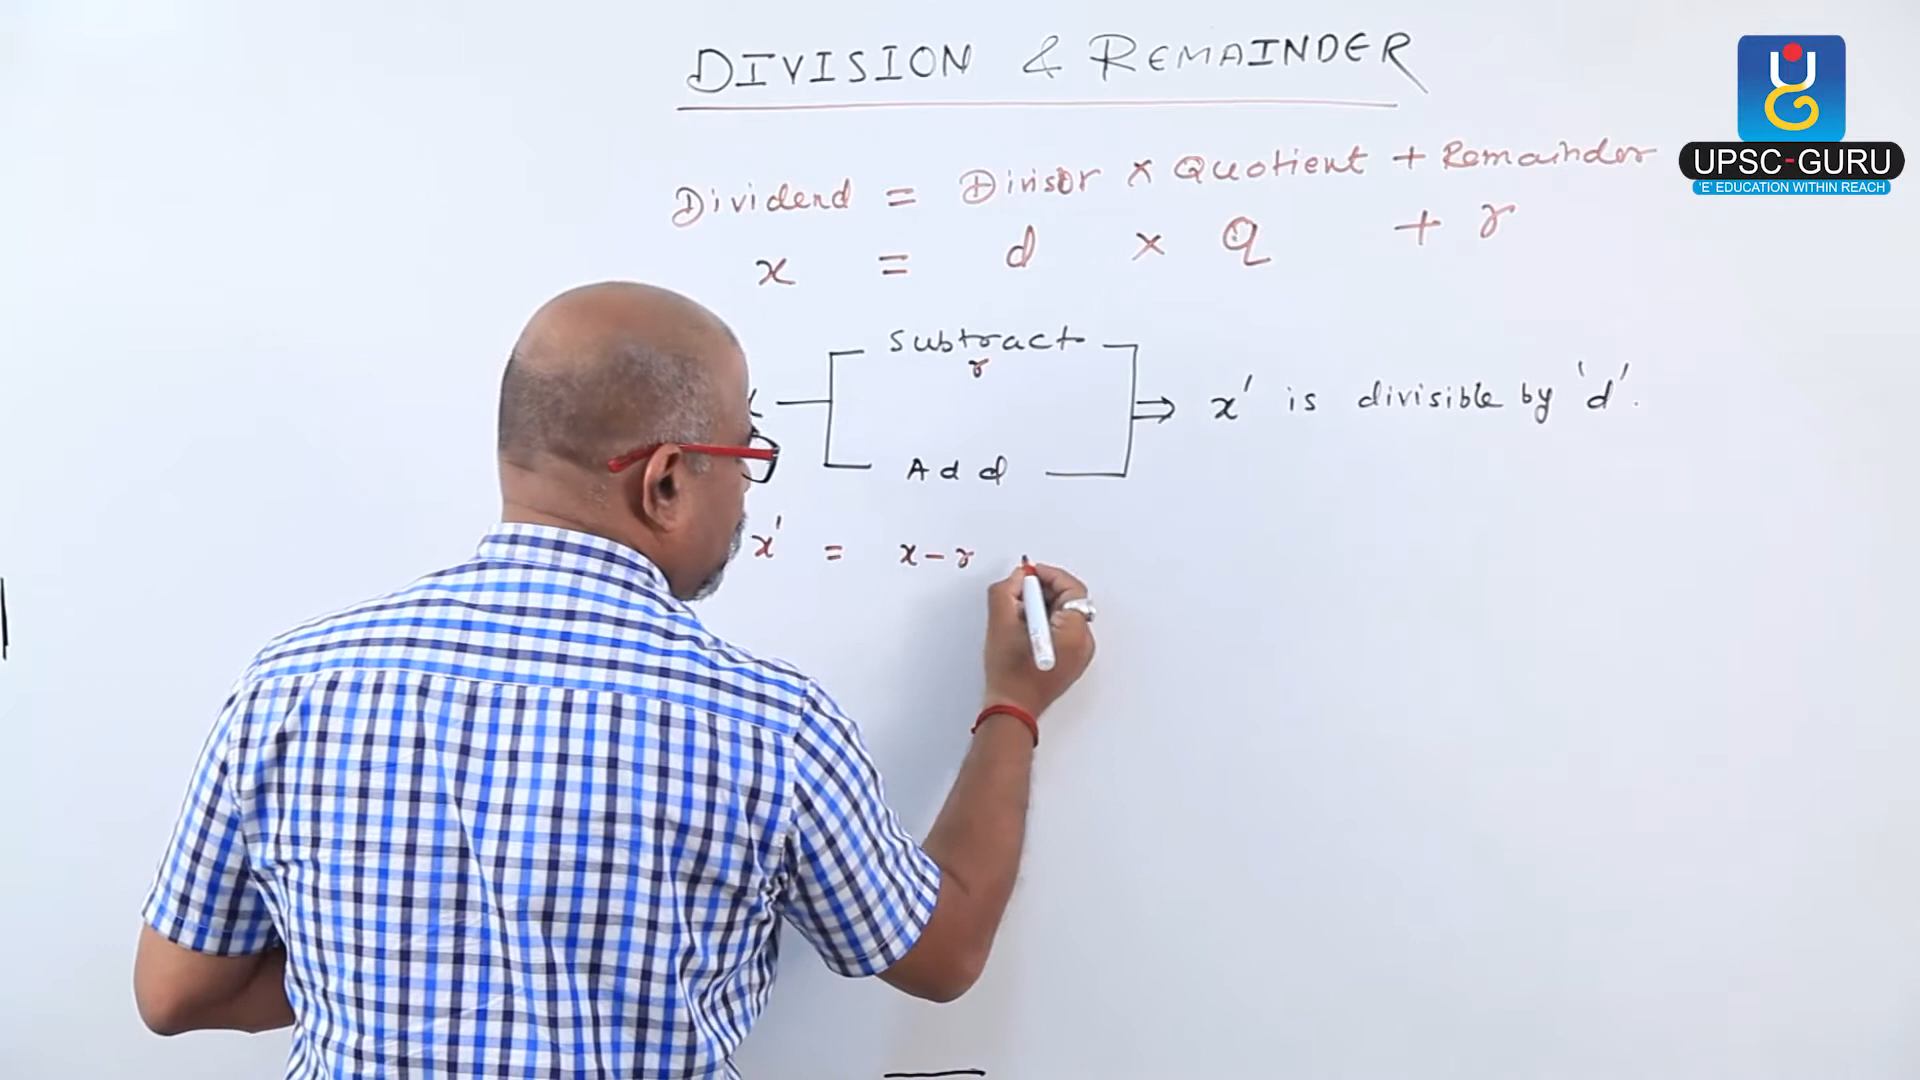 DIVISION & REMAINDER
UPSC-GURU
'E' EDUCATION WITHIN REACH
Dividend = Divisor × Quotient + Remainder
x = d × Q + r
Subtract
r
x' is divisible by 'd'.
Add
x' = x - r